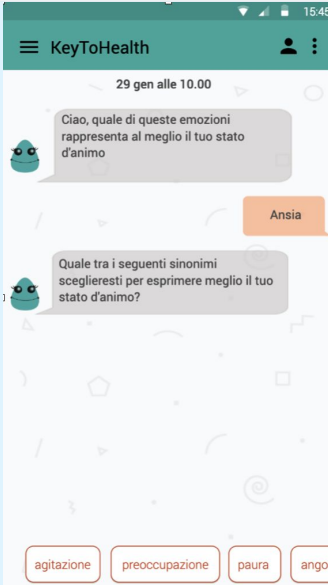 15:45
KeyToHealth
29 gen alle 10.00
Ciao, quale di queste emozioni
rappresenta al meglio il tuo stato
d'animo
Ansia
Quale tra i seguenti sinonimi
sceglieresti per esprimere meglio il tuo
stato d'animo?
agitazione preoccupazione paura ango